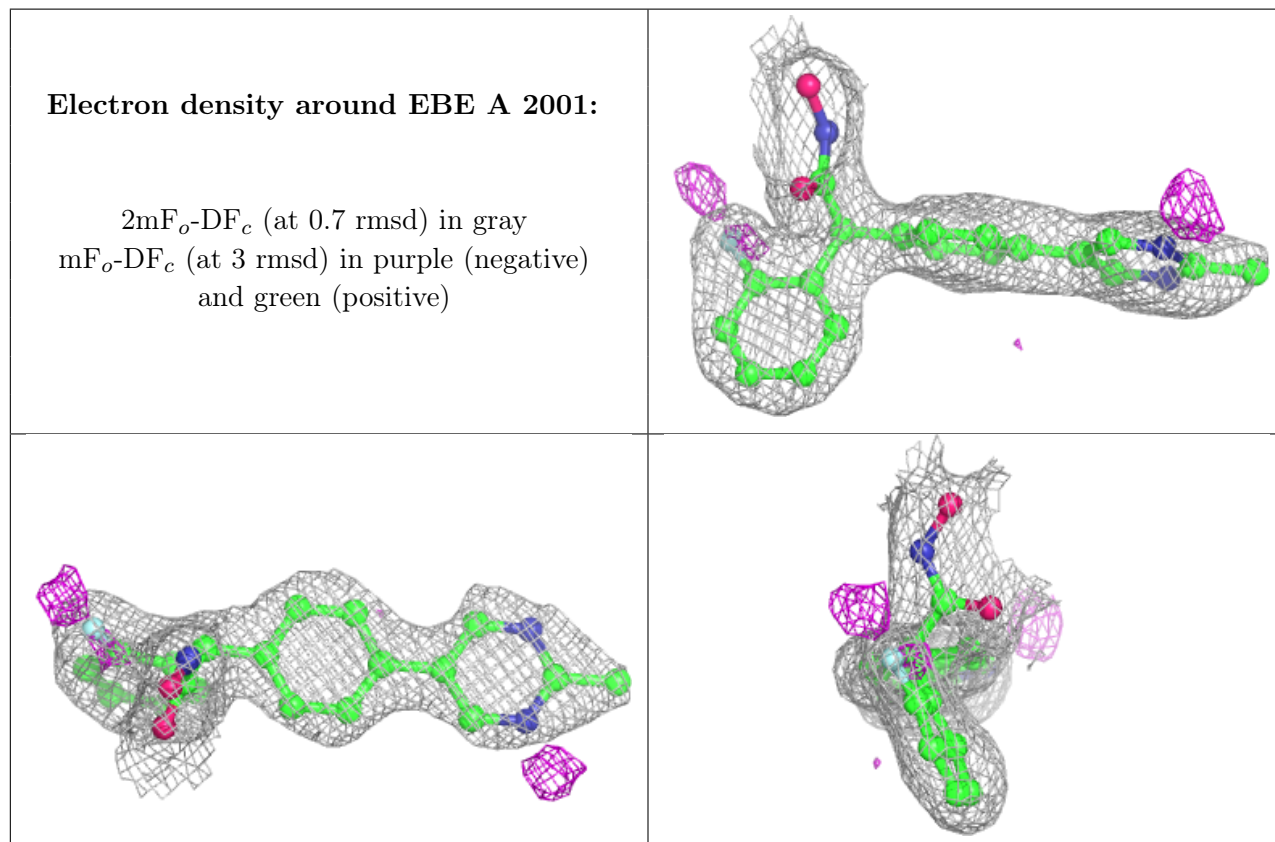 Electron density around EBE A 2001:
2mFo-DFc (at 0.7 rmsd) in gray
mFo-DFc (at 3 rmsd) in purple (negative)
and green (positive)